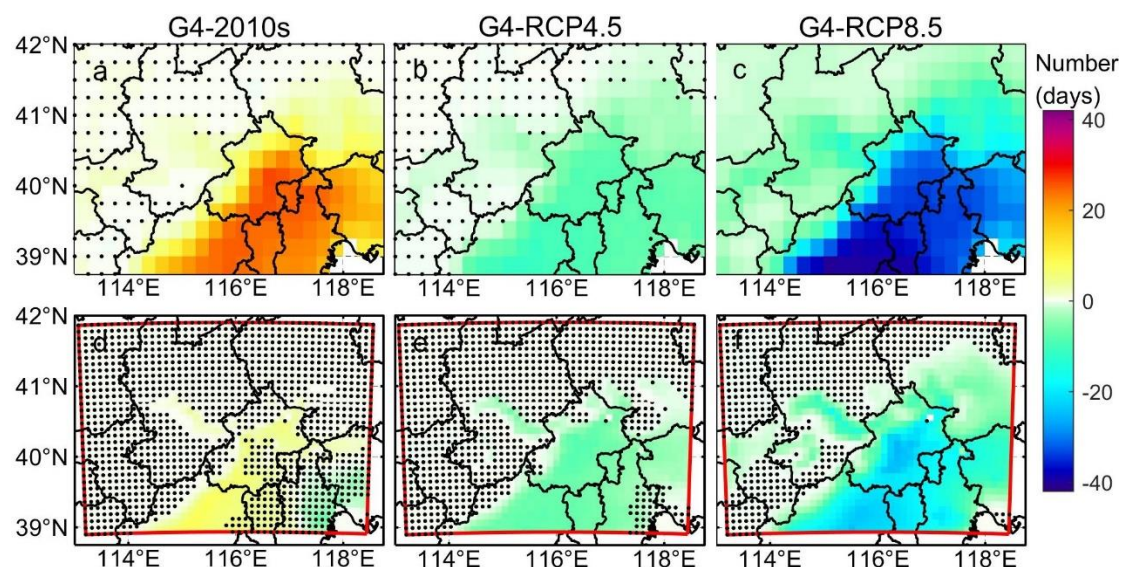 G4-2010s G4-RCP4.5 G4-RCP8.5
42°N
41°N
40°N
39°N
a b c
114°E 116°E 118°E 114°E 116°E 118°E 114°E 116°E 118°E
Number
(days)
40
20
0
-20
-40
42°N
41°N
40°N
39°N
d e f
114°E 116°E 118°E 114°E 116°E 118°E 114°E 116°E 118°E